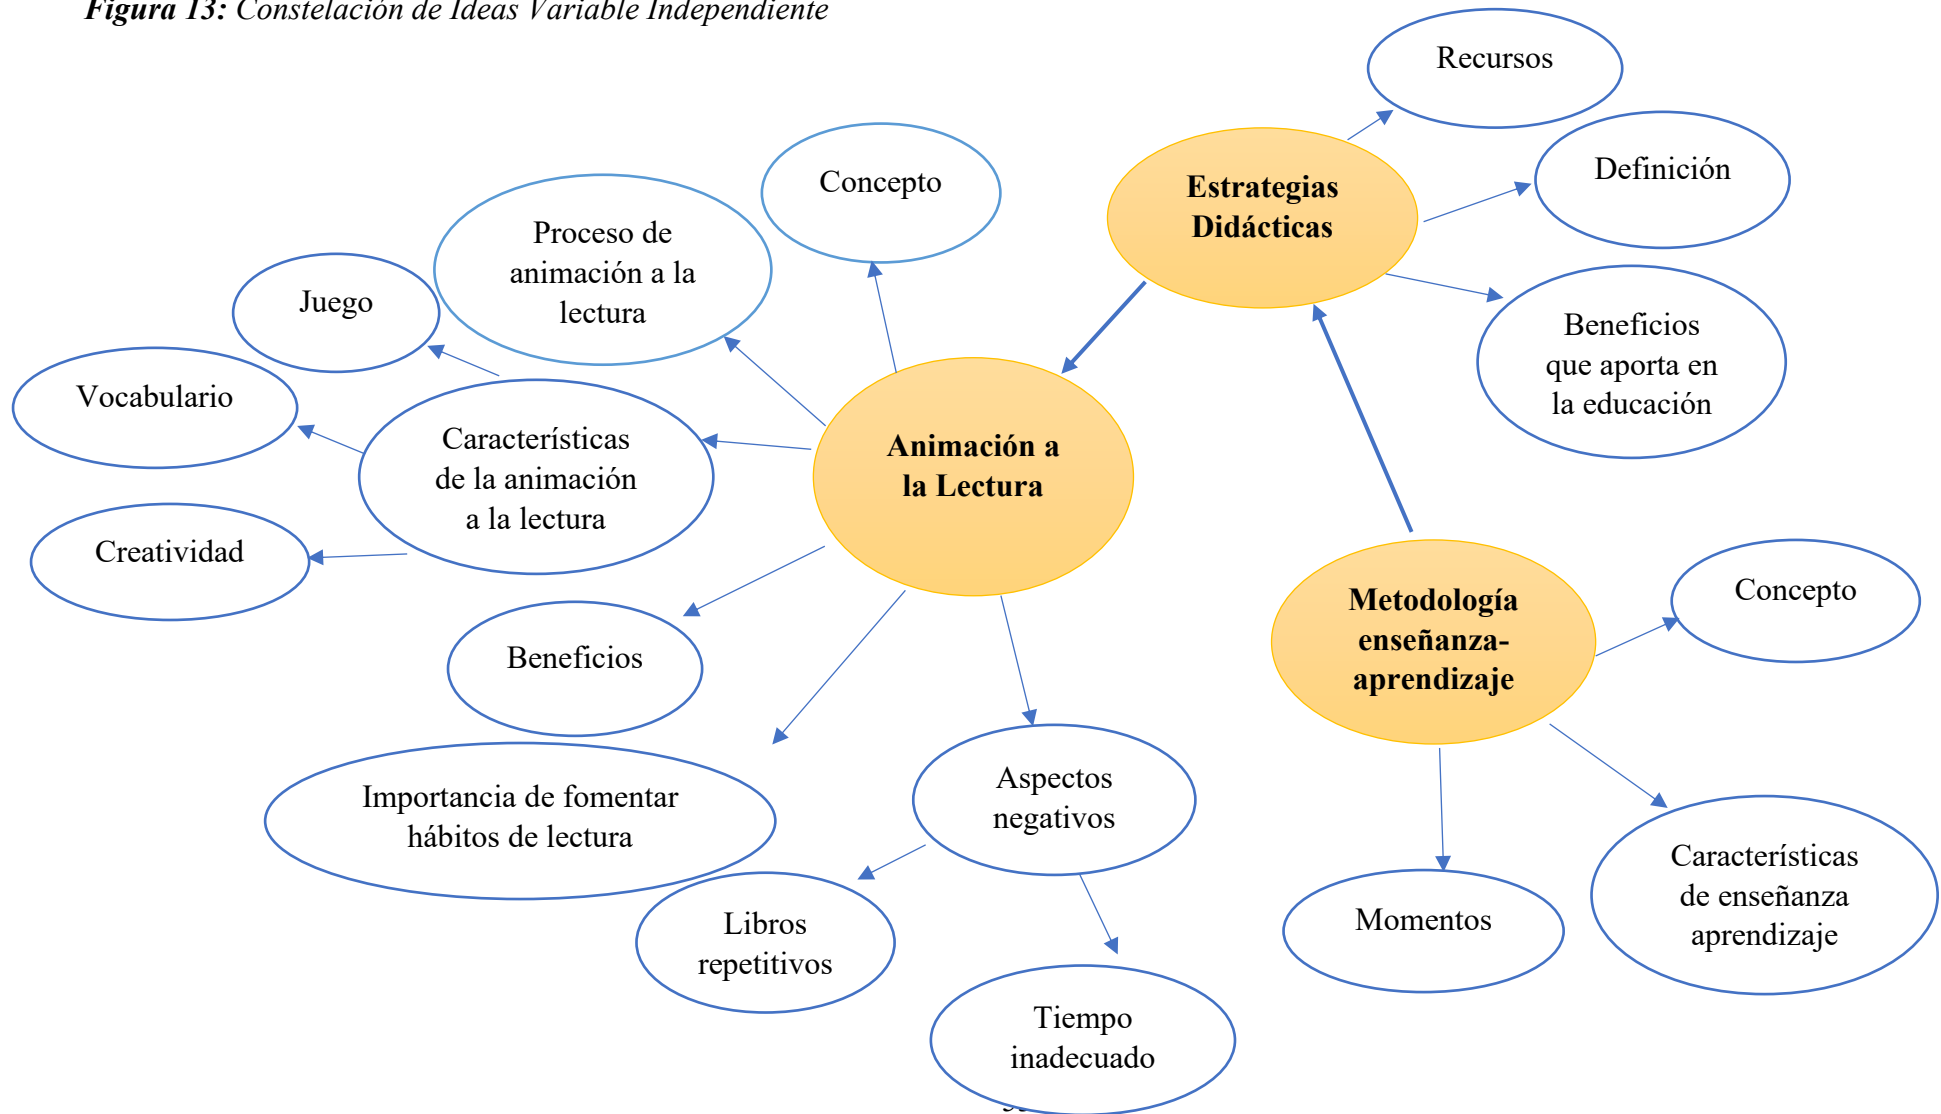 Figura 13: Constelación de Ideas Variable Independiente
Recursos
Definición
Concepto
Estrategias
Didácticas
Proceso de
animación a la
lectura
Juego
Beneficios
que aporta en
la educación
Vocabulario
Características
de la animación
a la lectura
Animación a
la Lectura
Creatividad
Metodología
enseñanza-
aprendizaje
Concepto
Beneficios
Importancia de fomentar
hábitos de lectura
Aspectos
negativos
Características
de enseñanza
aprendizaje
Momentos
Libros
repetitivos
Tiempo
inadecuado